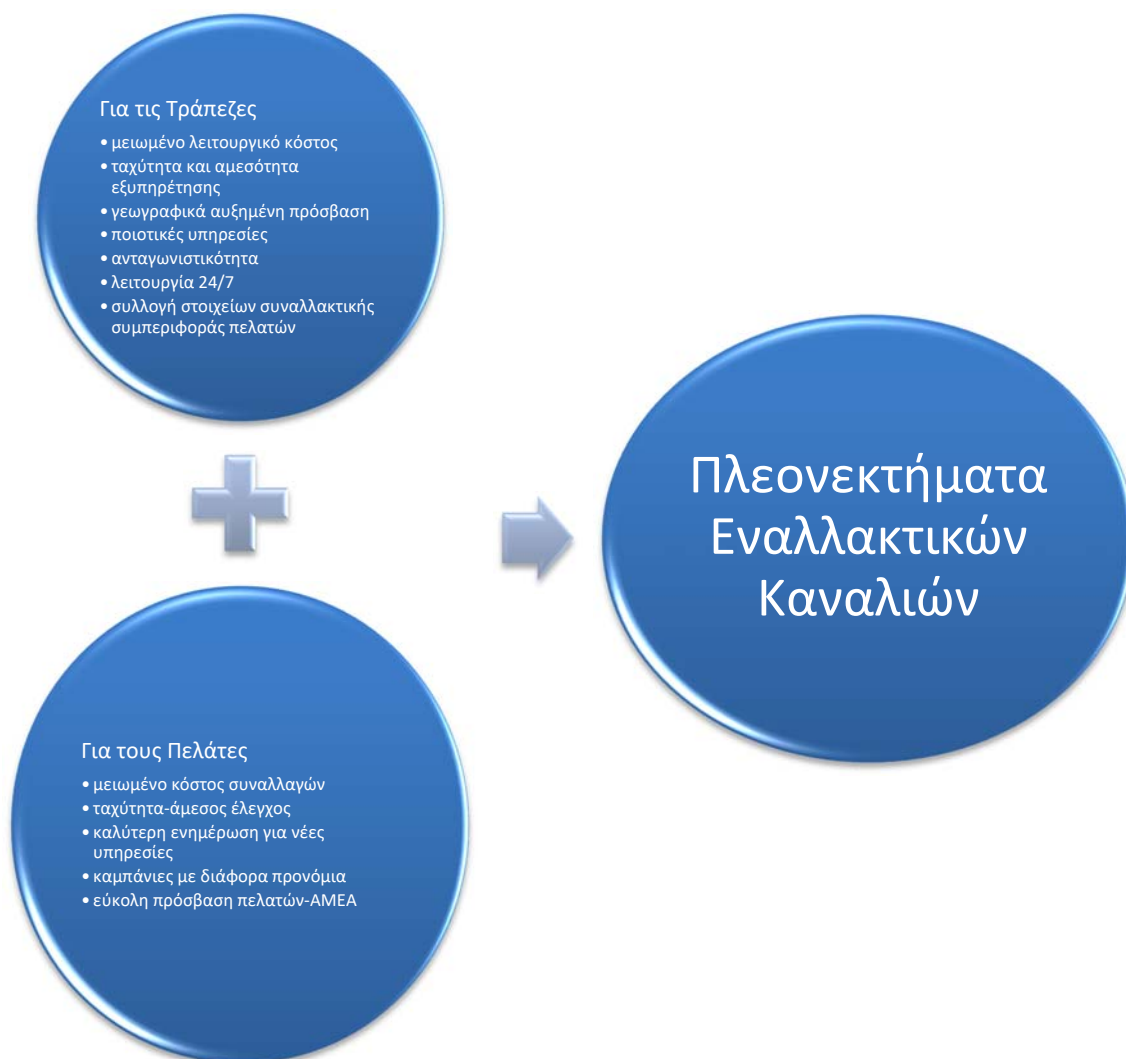 Για τις Τράπεζες
• μειωμένο λειτουργικό κόστος
• ταχύτητα και αμεσότητα
εξυπηρέτησης
• γεωγραφικά αυξημένη πρόσβαση
• ποιοτικές υπηρεσίες
• ανταγωνιστικότητα
• λειτουργία 24/7
• συλλογή στοιχείων συναλλακτικής
συμπεριφοράς πελατών
Για τους Πελάτες
• μειωμένο κόστος συναλλαγών
• ταχύτητα-άμεσος έλεγχος
• καλύτερη ενημέρωση για νέες
υπηρεσίες
• καμπάνιες με διάφορα προνόμια
• εύκολη πρόσβαση πελατών-ΑΜΕΑ
Πλεονεκτήματα
Εναλλακτικών
Καναλιών